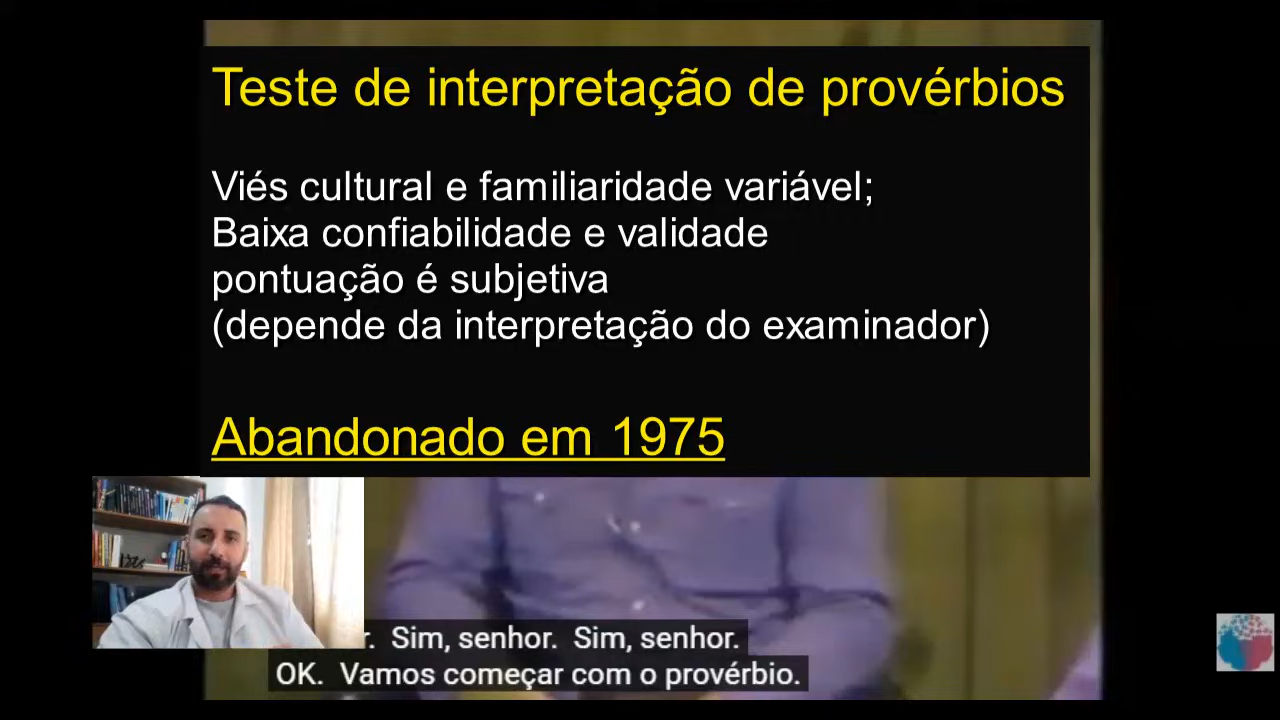 Teste de interpretação de provérbios
Viés cultural e familiaridade variável;
Baixa confiabilidade e validade
pontuação é subjetiva
(depende da interpretação do examinador)
Abandonado em 1975
r. Sim, senhor. Sim, senhor.
OK. Vamos começar com o provérbio.